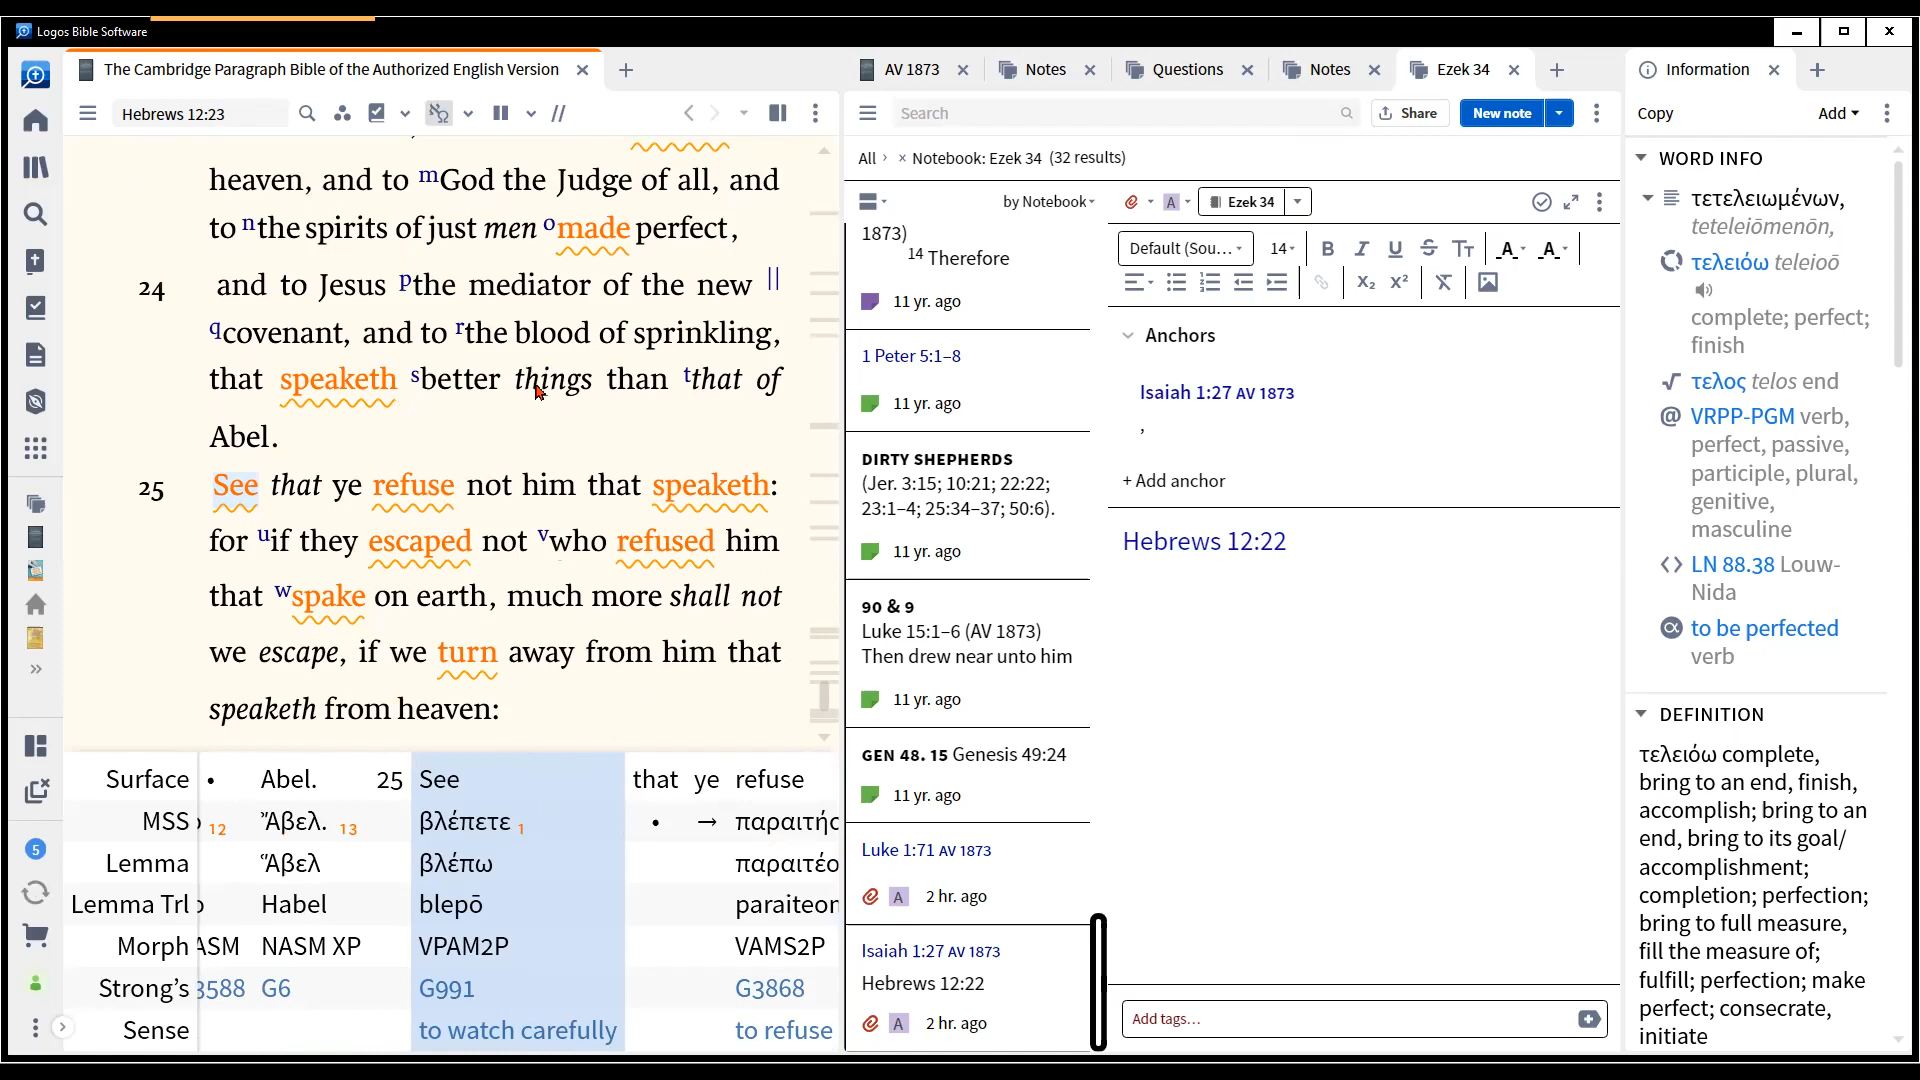 Logos Bible Software
The Cambridge Paragraph Bible of the Authorized English Version
AV 1873
Notes
Questions
Notes
Ezek 34
Information
Hebrews 12:23
Search
Share
New note
Copy
Add
All › × Notebook: Ezek 34 (32 results)
by Notebook
Ezek 34
Default (Sou...
14
heaven, and to mGod the Judge of all, and
to nthe spirits of just men omade perfect,
24 and to Jesus pthe mediator of the new ||
qcovenant, and to rthe blood of sprinkling,
that speaketh sbetter things than tthat of
Abel.
25 See that ye refuse not him that speaketh:
for uif they escaped not vwho refused him
that wspake on earth, much more shall not
we escape, if we turn away from him that
speaketh from heaven:
Surface • Abel. 25 See that ye refuse
MSS 12 Ἄβελ. 13 βλέπετε 1 • →
Lemma Ἅβελ βλέπω
Lemma Trl Habel blepō
Morph NASM XP VPAM2P VAMS2P
Strong's 3588 G6 G991 G3868
Sense to watch carefully to refuse
1873)
14 Therefore
11 yr. ago
1 Peter 5:1–8
11 yr. ago
DIRTY SHEPHERDS
(Jer. 3:15; 10:21; 22:22;
23:1–4; 25:34–37; 50:6).
11 yr. ago
90 & 9
Luke 15:1–6 (AV 1873)
Then drew near unto him
11 yr. ago
GEN 48. 15 Genesis 49:24
11 yr. ago
Luke 1:71 AV 1873
A 2 hr. ago
Isaiah 1:27 AV 1873
Hebrews 12:22
A 2 hr. ago
Anchors
Isaiah 1:27 AV 1873
,
+ Add anchor
Hebrews 12:22
Add tags...
WORD INFO
τετελειωμένων,
teteleiōmenōn,
τελειόω teleioō
complete; perfect;
finish
τελος telos end
@ VRPP-PGM verb,
perfect, passive,
participle, plural,
genitive,
masculine
LN 88.38 Louw-
Nida
to be perfected
verb
DEFINITION
τελειόω complete,
bring to an end, finish,
accomplish; bring to an
end, bring to its goal/
accomplishment;
completion; perfection;
bring to full measure,
fill the measure of;
fulfill; perfection; make
perfect; consecrate,
initiate
5